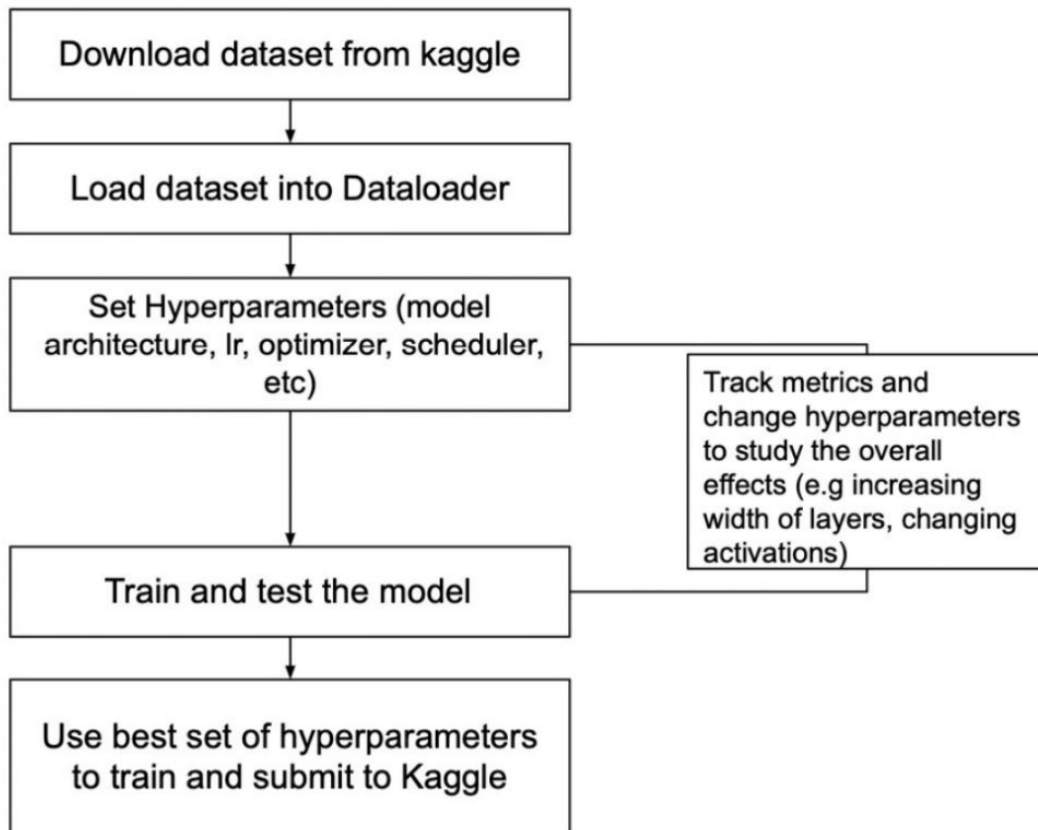 Download dataset from kaggle
Load dataset into Dataloader
Set Hyperparameters (model
architecture, lr, optimizer, scheduler,
etc)
Track metrics and
change hyperparameters
to study the overall
effects (e.g increasing
width of layers, changing
activations)
Train and test the model
Use best set of hyperparameters
to train and submit to Kaggle